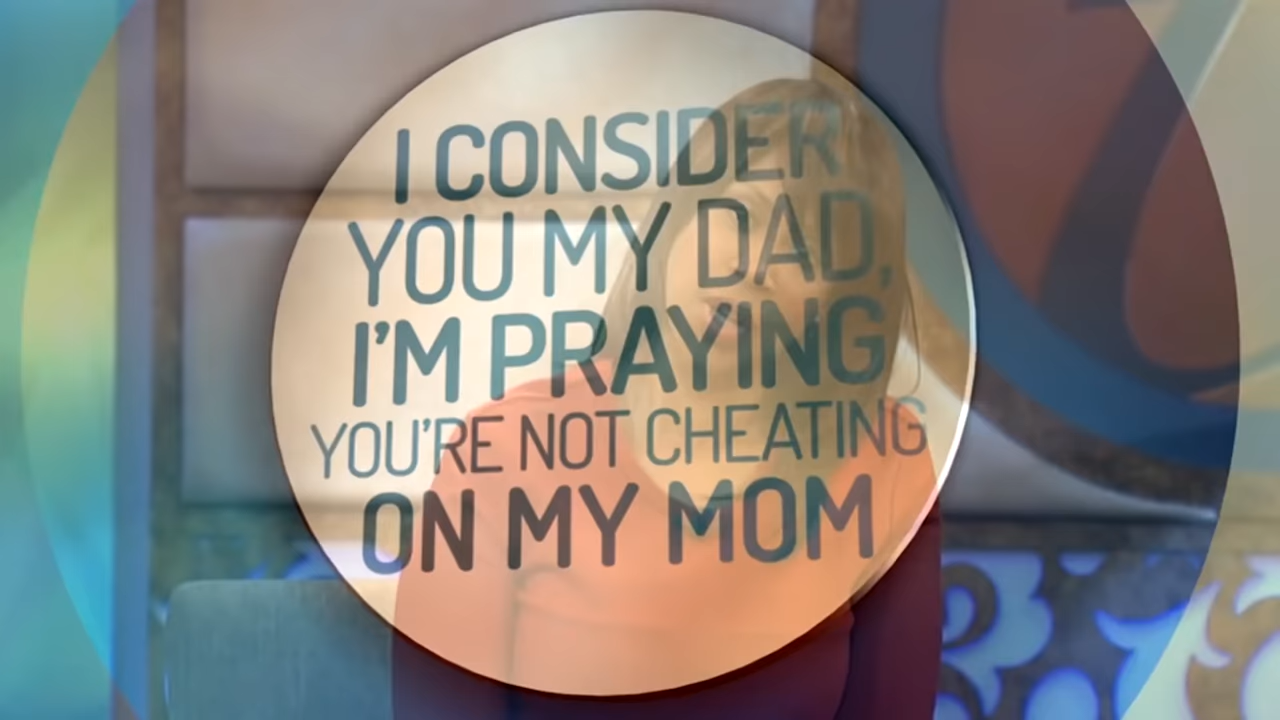 I CONSIDER
YOU MY DAD,
I'M PRAYING
YOU'RE NOT CHEATING
ON MY MOM